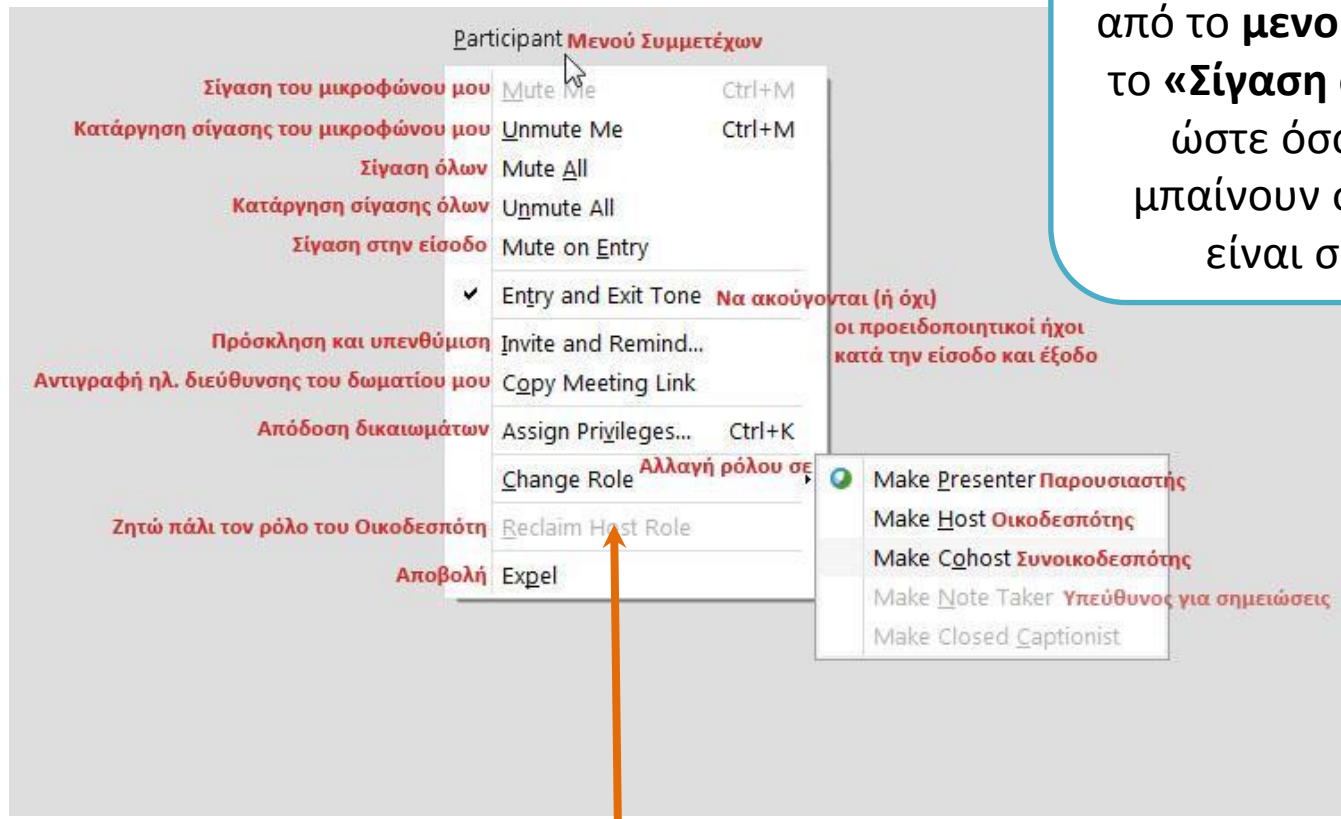 από το μενο
το «Σίγαση
ώστε όσο
μπαίνουν
είναι σ
Participant Μενού Συμμετέχων
Σίγαση του μικροφώνου μου Mute Me Ctrl+M
Κατάργηση σίγασης του μικροφώνου μου Unmute Me Ctrl+M
Σίγαση όλων Mute All
Κατάργηση σίγασης όλων Unmute All
Σίγαση στην είσοδο Mute on Entry
Entry and Exit Tone Να ακούγονται (ή όχι)
οι προειδοποιητικοί ήχοι
κατά την είσοδο και έξοδο
Πρόσκληση και υπενθύμιση Invite and Remind...
Αντιγραφή ηλ. διεύθυνσης του δωματίου μου Copy Meeting Link
Απόδοση δικαιωμάτων Assign Privileges... Ctrl+K
Change Role Αλλαγή ρόλου σε
Ζητώ πάλι τον ρόλο του Οικοδεσπότη Reclaim Host Role
Αποβολή Expel
Make Presenter Παρουσιαστής
Make Host Οικοδεσπότης
Make Cohost Συνοικοδεσπότης
Make Note Taker Υπεύθυνος για σημειώσεις
Make Closed Captionist